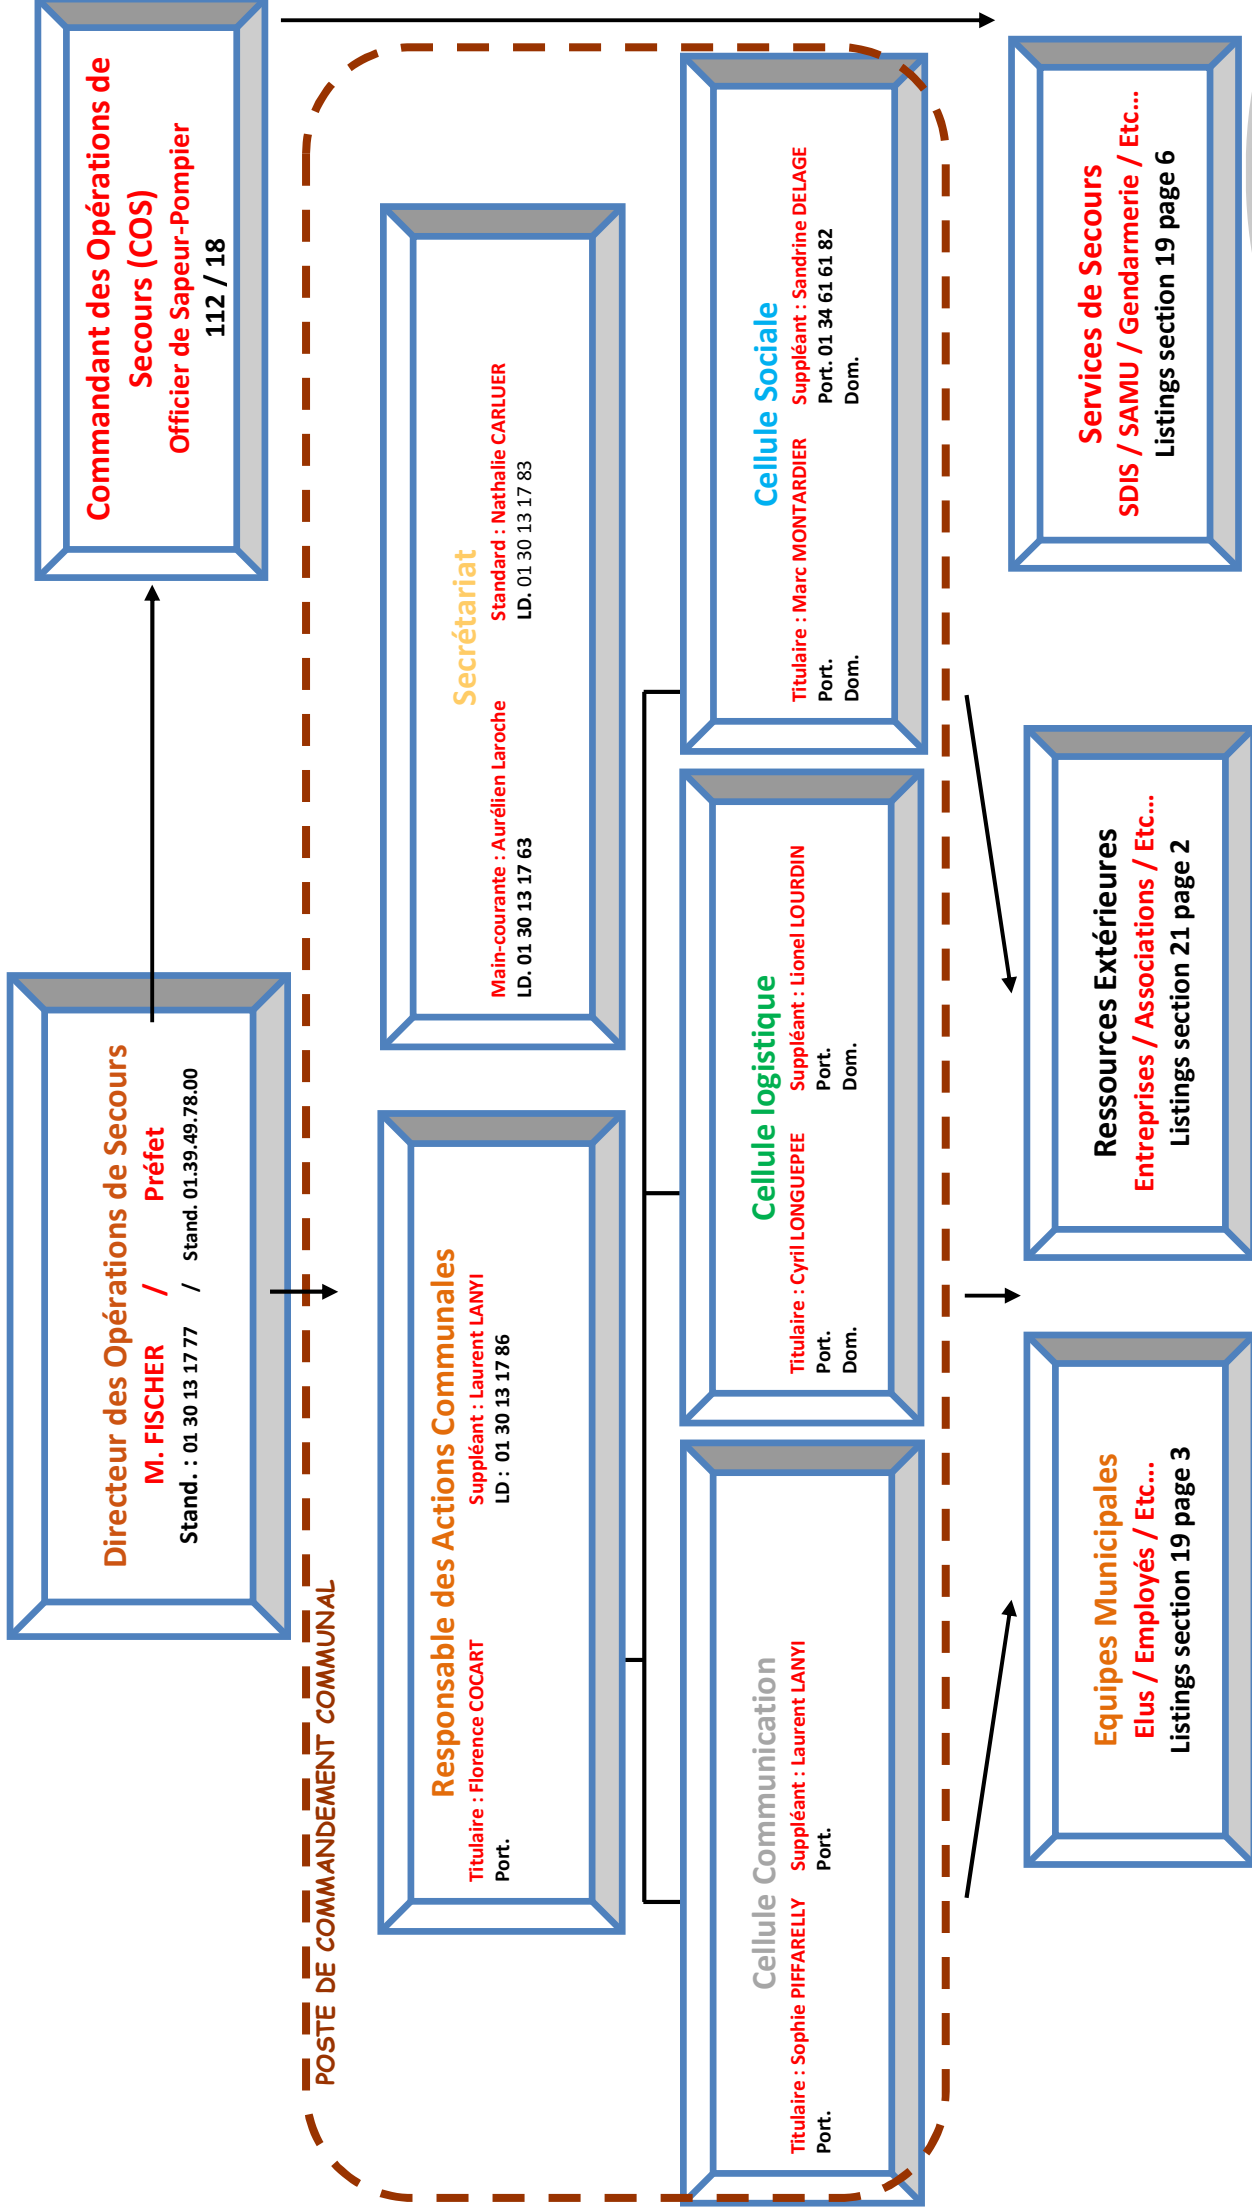 Directeur des Opérations de Secours
M. FISCHER / Préfet
Stand. : 01 30 13 17 77 / Stand. 01.39.49.78.00
Commandant des Opérations de
Secours (COS)
Officier de Sapeur-Pompier
112 / 18
POSTE DE COMMANDEMENT COMMUNAL
Responsable des Actions Communales
Titulaire : Florence COCART Suppléant : Laurent LANYI
Port. LD : 01 30 13 17 86
Secrétariat
Main-courante : Aurélien Laroche Standard : Nathalie CARLUER
LD. 01 30 13 17 63 LD. 01 30 13 17 83
Cellule Communication
Titulaire : Sophie PIFFARELLY Suppléant : Laurent LANYI
Port. Port.
Cellule logistique
Titulaire : Cyril LONGUEPEE Suppléant : Lionel LOURDIN
Port. Port.
Dom. Dom.
Cellule Sociale
Titulaire : Marc MONTARDIER Suppléant : Sandrine DELAGE
Port. Port. 01 34 61 61 82
Dom. Dom.
Equipes Municipales
Elus / Employés / Etc...
Listings section 19 page 3
Ressources Extérieures
Entreprises / Associations / Etc...
Listings section 21 page 2
Services de Secours
SDIS / SAMU / Gendarmerie / Etc...
Listings section 19 page 6